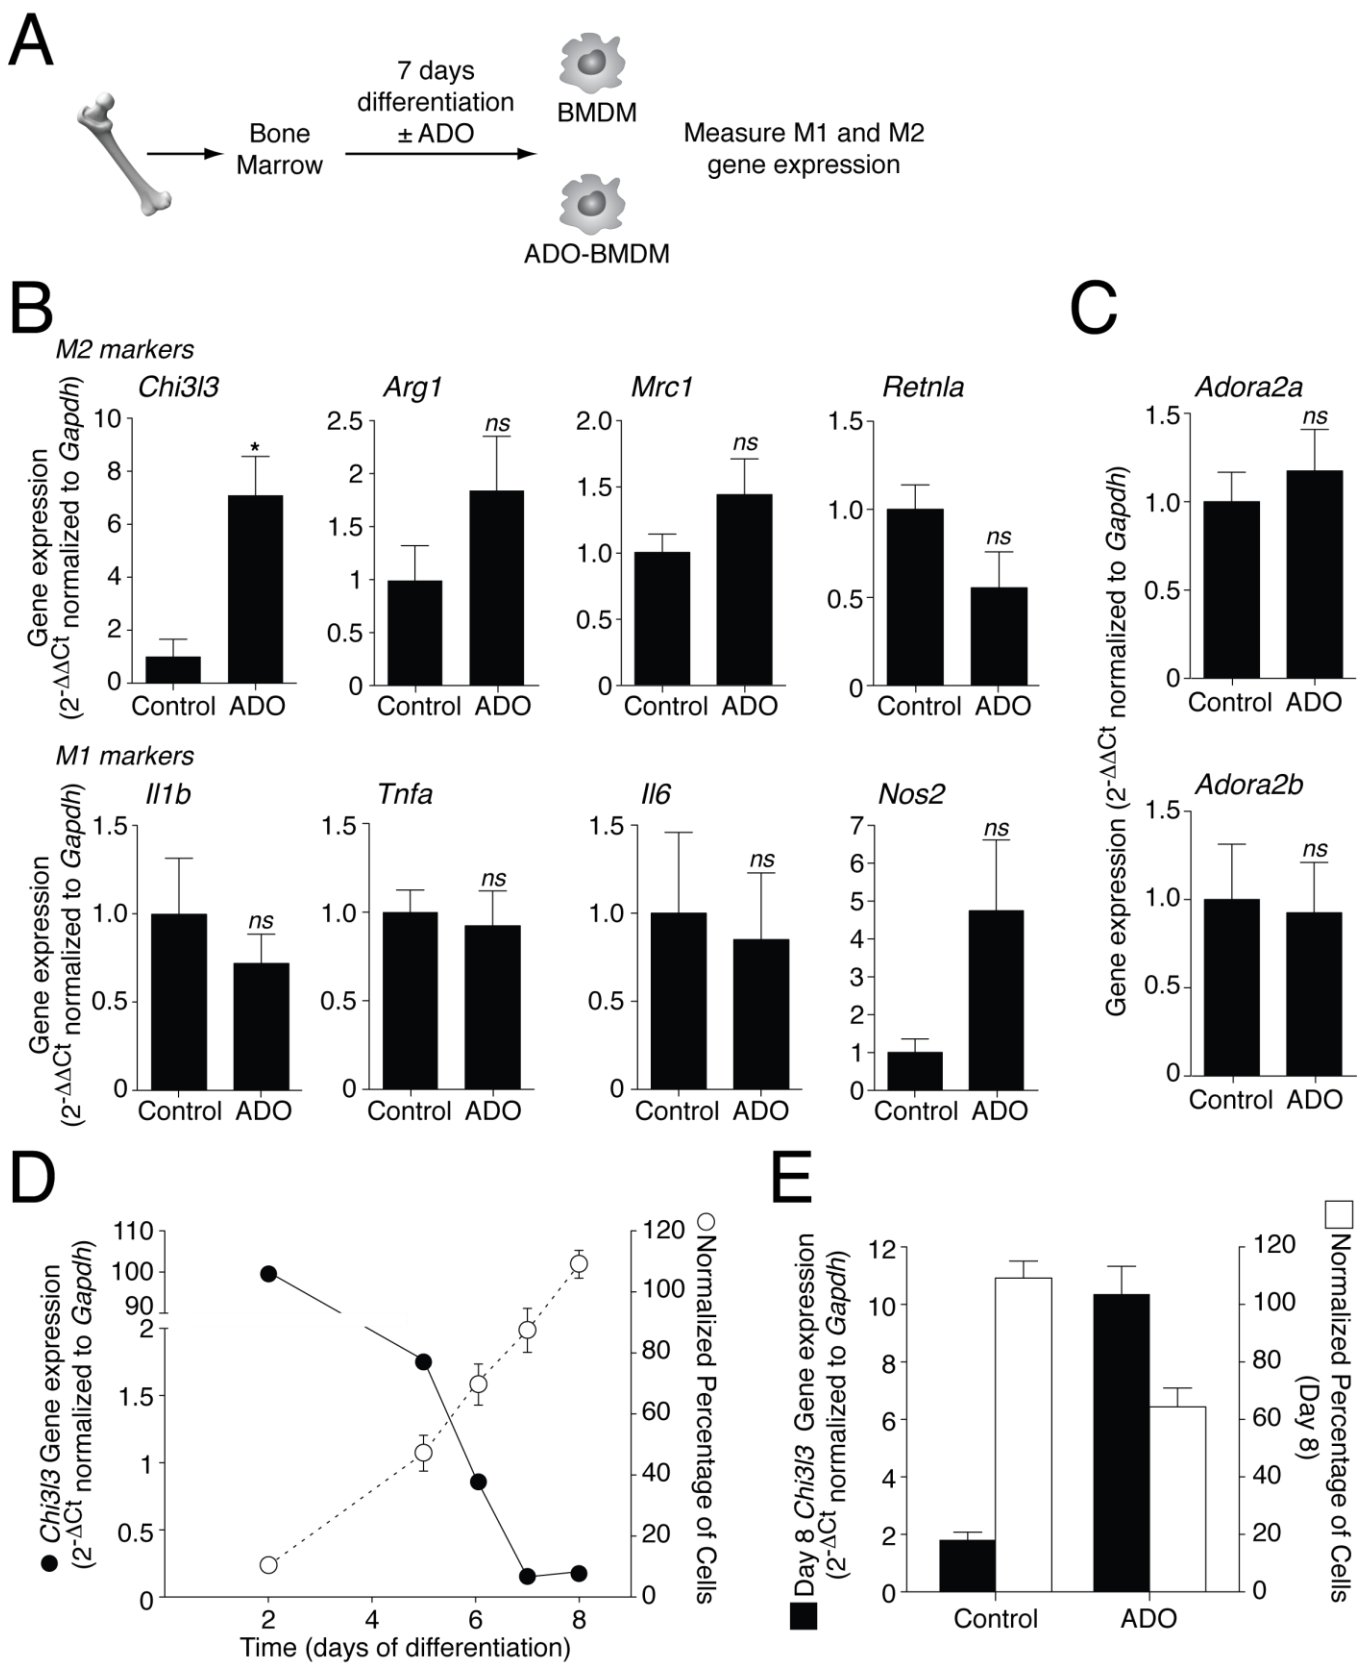 A
Bone
Marrow
7 days
differentiation
± ADO
BMDM
ADO-BMDM
Measure M1 and M2
gene expression
B
M2 markers
Gene expression
(2-ΔΔCt normalized to Gapdh)
Chi3l3
10
8
6
4
2
0
*
Control ADO
Arg1
2.5
2
1.5
1
0.5
0
ns
Control ADO
Mrc1
2.0
1.5
1.0
0.5
0
ns
Control ADO
Retnla
1.5
1.0
0.5
0
ns
Control ADO
M1 markers
Gene expression
(2-ΔΔCt normalized to Gapdh)
Il1b
1.5
1.0
0.5
0
ns
Control ADO
Tnfa
1.5
1.0
0.5
0
ns
Control ADO
Il6
1.5
1.0
0.5
0
ns
Control ADO
Nos2
7
6
5
4
3
2
1
0
ns
Control ADO
C
Gene expression (2-ΔΔCt normalized to Gapdh)
Adora2a
1.5
1.0
0.5
0
ns
Control ADO
Adora2b
1.5
1.0
0.5
0
ns
Control ADO
D
Chi3l3 Gene expression
(2-ΔCt normalized to Gapdh)
110
100
90
2
1.5
1
0.5
0
120
100
80
60
40
20
0
Normalized Percentage of Cells
2 4 6 8
Time (days of differentiation)
E
Day 8 Chi3l3 Gene expression
(2-ΔCt normalized to Gapdh)
12
10
8
6
4
2
0
120
100
80
60
40
20
0
Normalized Percentage of Cells
(Day 8)
Control ADO